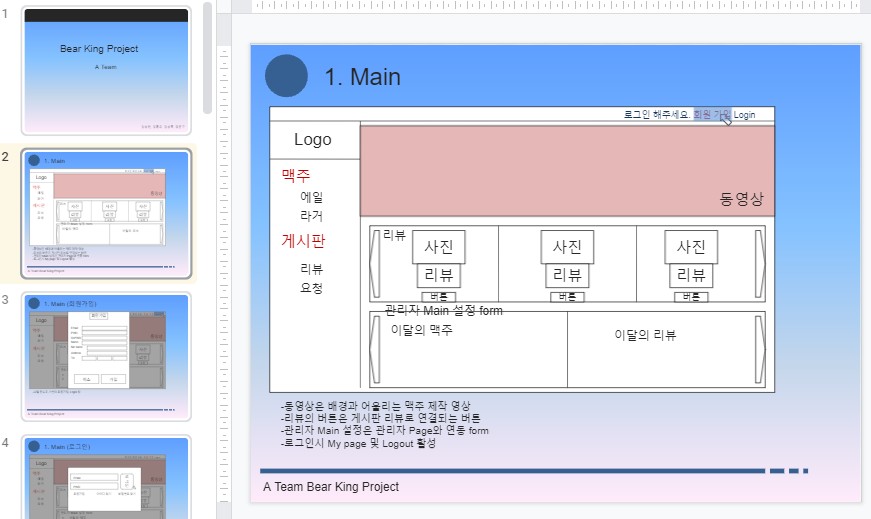 1
Bear King Project
A Team
2
1. Main
3
1. Main (회원가입)
4
1. Main (로그인)
1. Main
로그인 해주세요. 회원 가입 Login
Logo
맥주
에일
라거
게시판
리뷰
요청
동영상
리뷰
사진
사진
사진
리뷰
리뷰
리뷰
버튼
버튼
버튼
관리자 Main 설정 form
이달의 맥주
이달의 리뷰
-동영상은 배경과 어울리는 맥주 제작 영상
-리뷰의 버튼은 게시판 리뷰로 연결되는 버튼
-관리자 Main 설정은 관리자 Page와 연동 form
-로그인시 My page 및 Logout 활성
A Team Bear King Project